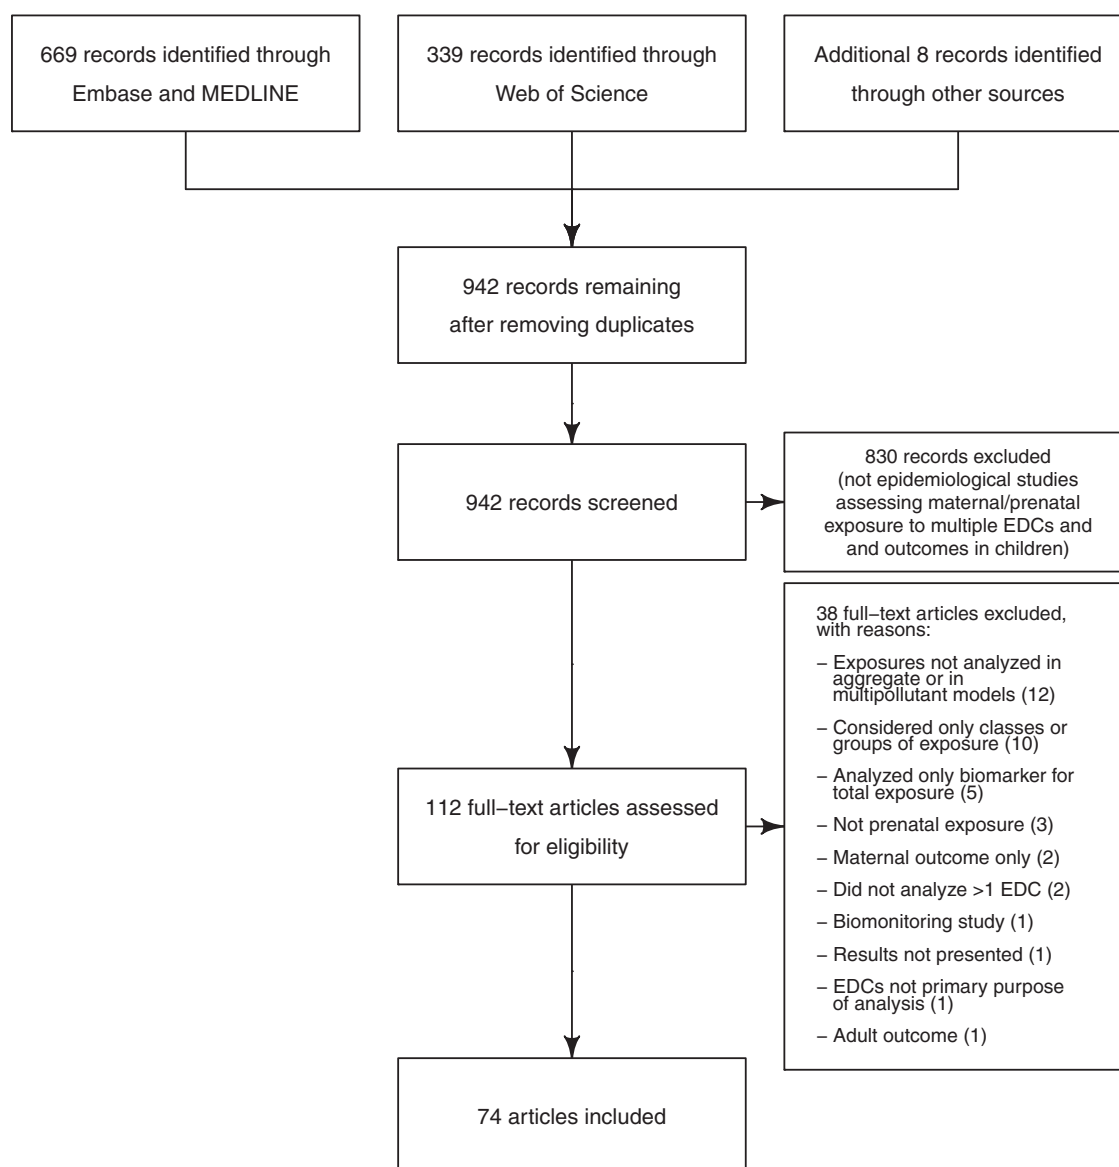 669 records identified through
Embase and MEDLINE
339 records identified through
Web of Science
Additional 8 records identified
through other sources
942 records remaining
after removing duplicates
942 records screened
830 records excluded
(not epidemiological studies
assessing maternal/prenatal
exposure to multiple EDCs and
and outcomes in children)
38 full–text articles excluded,
with reasons:
– Exposures not analyzed in
aggregate or in
multipollutant models (12)
– Considered only classes or
groups of exposure (10)
– Analyzed only biomarker for
total exposure (5)
– Not prenatal exposure (3)
– Maternal outcome only (2)
– Did not analyze >1 EDC (2)
– Biomonitoring study (1)
– Results not presented (1)
– EDCs not primary purpose
of analysis (1)
– Adult outcome (1)
112 full–text articles assessed
for eligibility
74 articles included